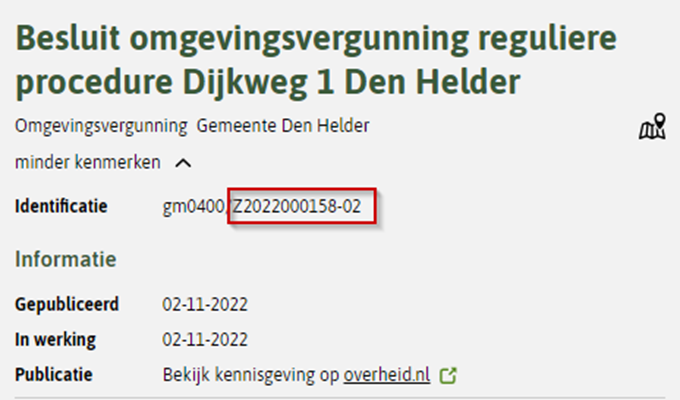 Besluit omgevingsvergunning reguliere
procedure Dijkweg 1 Den Helder
Omgevingsvergunning Gemeente Den Helder
minder kenmerken
Identificatie gm0400/Z2022000158-02
Informatie
Gepubliceerd 02-11-2022
In werking 02-11-2022
Publicatie Bekijk kennisgeving op overheid.nl